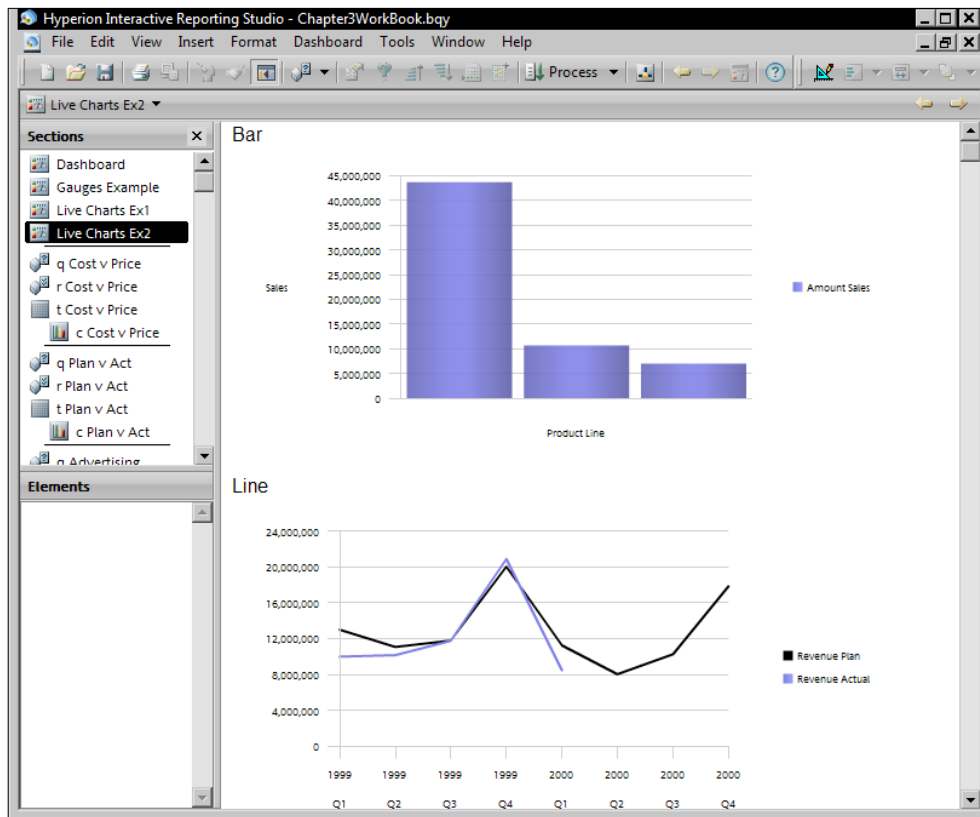 Hyperion Interactive Reporting Studio - Chapter3WorkBook.bqy
File Edit View Insert Format Dashboard Tools Window Help
Process
Live Charts Ex2
Sections
Dashboard
Gauges Example
Live Charts Ex1
Live Charts Ex2
q Cost v Price
r Cost v Price
t Cost v Price
c Cost v Price
q Plan v Act
r Plan v Act
t Plan v Act
c Plan v Act
q Advertising
Elements
Bar
45,000,000
40,000,000
35,000,000
30,000,000
25,000,000
20,000,000
15,000,000
10,000,000
5,000,000
0
Sales
Amount Sales
Product Line
Line
24,000,000
20,000,000
16,000,000
12,000,000
8,000,000
4,000,000
0
Revenue Plan
Revenue Actual
1999 1999 1999 1999 2000 2000 2000 2000
Q1 Q2 Q3 Q4 Q1 Q2 Q3 Q4